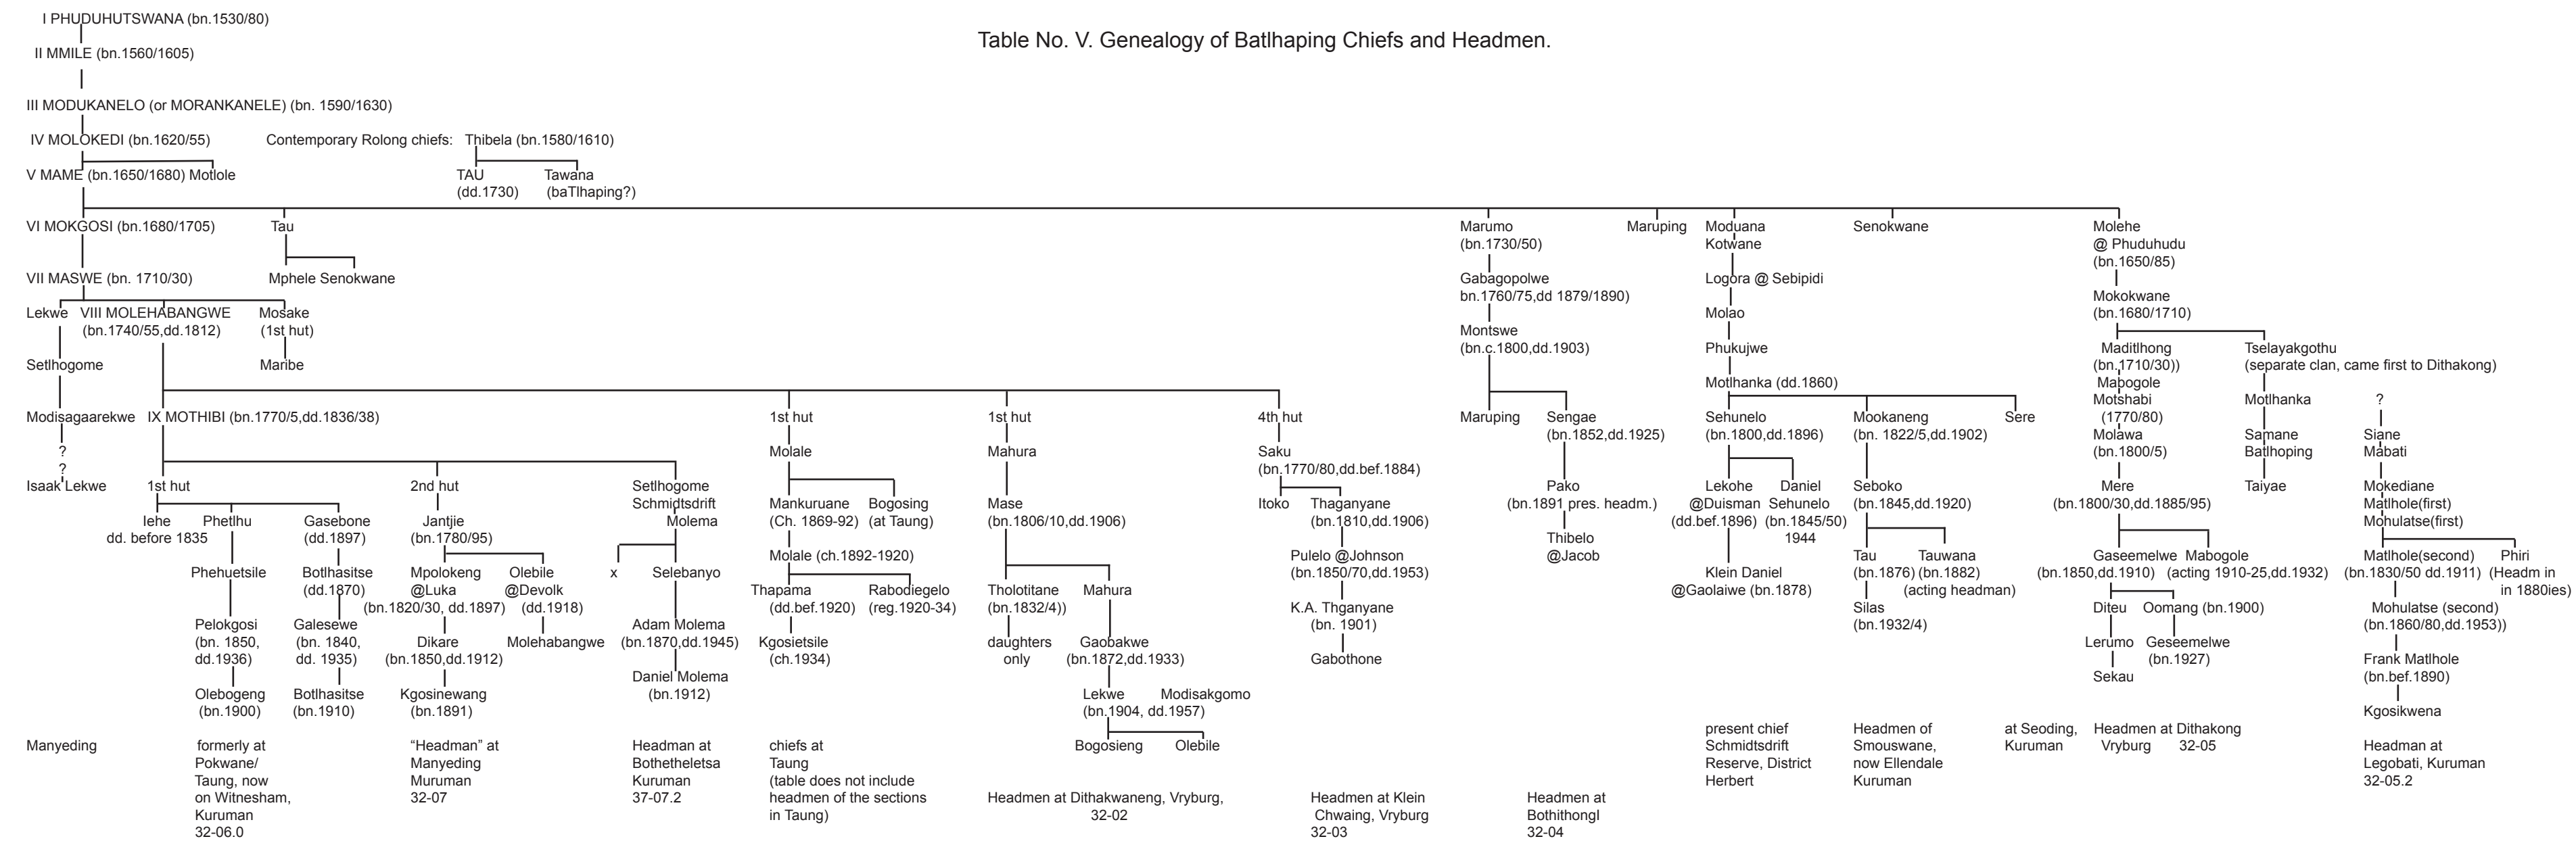 Table No. V. Genealogy of Batlhaping Chiefs and Headmen.
I PHUDUHUTSWANA (bn.1530/80)
II MMILE (bn.1560/1605)
III MODUKANELO (or MORANKANELE) (bn. 1590/1630)
IV MOLOKEDI (bn.1620/55)
Contemporary Rolong chiefs: Thibela (bn.1580/1610)
V MAME (bn.1650/1680) Motlole
TAU
(dd.1730)
Tawana
(baTlhaping?)
VI MOKGOSI (bn.1680/1705)
Tau
Mphele Senokwane
VII MASWE (bn. 1710/30)
Lekwe
VIII MOLEHABANGWE
(bn.1740/55,dd.1812)
Mosake
(1st hut)
Maribe
Setlhogome
Modisagaarekwe
?
?
Isaak Lekwe
Manyeding
IX MOTHIBI (bn.1770/5,dd.1836/38)
1st hut
Iehe
dd. before 1835
Phetlhu
Phehuetsile
Pelokgosi
(bn. 1850,
dd.1936)
Olebogeng
(bn.1900)
formerly at
Pokwane/
Taung, now
on Witnesham,
Kuruman
32-06.0
Gasebone
(dd.1897)
Botlhasitse
(dd.1870)
Galesewe
(bn. 1840,
dd. 1935)
Botlhasitse
(bn.1910)
2nd hut
Jantjie
(bn.1780/95)
Mpolokeng
@Luka
(bn.1820/30, dd.1897)
Dikare
(bn.1850,dd.1912)
Kgosinewang
(bn.1891)
“Headman” at
Manyeding
Muruman
32-07
Olebile
@Devolk
(dd.1918)
Molehabangwe
Setlhogome
Schmidtsdrift
Molema
x
Selebanyo
Adam Molema
(bn.1870,dd.1945)
Daniel Molema
(bn.1912)
Headman at
Bothetheletsa
Kuruman
37-07.2
1st hut
Molale
Mankuruane
(Ch. 1869-92)
Bogosing
(at Taung)
Molale (ch.1892-1920)
Thapama
(dd.bef.1920)
Rabodiegelo
(reg.1920-34)
Kgosietsile
(ch.1934)
chiefs at
Taung
(table does not include
headmen of the sections
in Taung)
1st hut
Mahura
Mase
(bn.1806/10,dd.1906)
Tholotitane
(bn.1832/4))
daughters
only
Mahura
Gaobakwe
(bn.1872,dd.1933)
Lekwe
(bn.1904, dd.1957)
Modisakgomo
Bogosieng
Olebile
Headmen at Dithakwaneng, Vryburg,
32-02
4th hut
Saku
(bn.1770/80,dd.bef.1884)
Itoko
Thaganyane
(bn.1810,dd.1906)
Pulelo @Johnson
(bn.1850/70,dd.1953)
K.A. Thganyane
(bn. 1901)
Gabothone
Headmen at Klein
Chwaing, Vryburg
32-03
Marumo
(bn.1730/50)
Gabagopolwe
bn.1760/75,dd 1879/1890)
Montswe
(bn.c.1800,dd.1903)
Maruping
Sengae
(bn.1852,dd.1925)
Pako
(bn.1891 pres. headm.)
Thibelo
@Jacob
Headmen at
BothithongI
32-04
Maruping
Moduana
Kotwane
Logora @ Sebipidi
Molao
Phukujwe
Motlhanka (dd.1860)
Sehunelo
(bn.1800,dd.1896)
Lekohe
@Duisman
(dd.bef.1896)
Daniel
Sehunelo
(bn.1845/50)
1944
Klein Daniel
@Gaolaiwe (bn.1878)
present chief
Schmidtsdrift
Reserve, District
Herbert
Mookaneng
(bn. 1822/5,dd.1902)
Seboko
(bn.1845,dd.1920)
Tau
(bn.1876)
Tauwana
(bn.1882)
(acting headman)
Silas
(bn.1932/4)
Headmen of
Smouswane,
now Ellendale
Kuruman
Sere
at Seoding,
Kuruman
Senokwane
Molehe
@ Phuduhudu
(bn.1650/85)
Mokokwane
(bn.1680/1710)
Maditlhong
(bn.1710/30))
Mabogole
Motshabi
(1770/80)
Molawa
(bn.1800/5)
Mere
(bn.1800/30,dd.1885/95)
Gaseemelwe
(bn.1850,dd.1910)
Mabogole
(acting 1910-25,dd.1932)
Diteu
Oomang (bn.1900)
Lerumo
Geseemelwe
(bn.1927)
Sekau
Headmen at Dithakong
Vryburg 32-05
Tselayakgothu
(separate clan, came first to Dithakong)
Motlhanka
Samane
Batlhoping
Taiyae
?
Siane
Mabati
Mokediane
Matlhole(first)
Mohulatse(first)
Matlhole(second)
(bn.1830/50 dd.1911)
Phiri
(Headm in
in 1880ies)
Mohulatse (second)
(bn.1860/80,dd.1953))
Frank Matlhole
(bn.bef.1890)
Kgosikwena
Headman at
Legobati, Kuruman
32-05.2